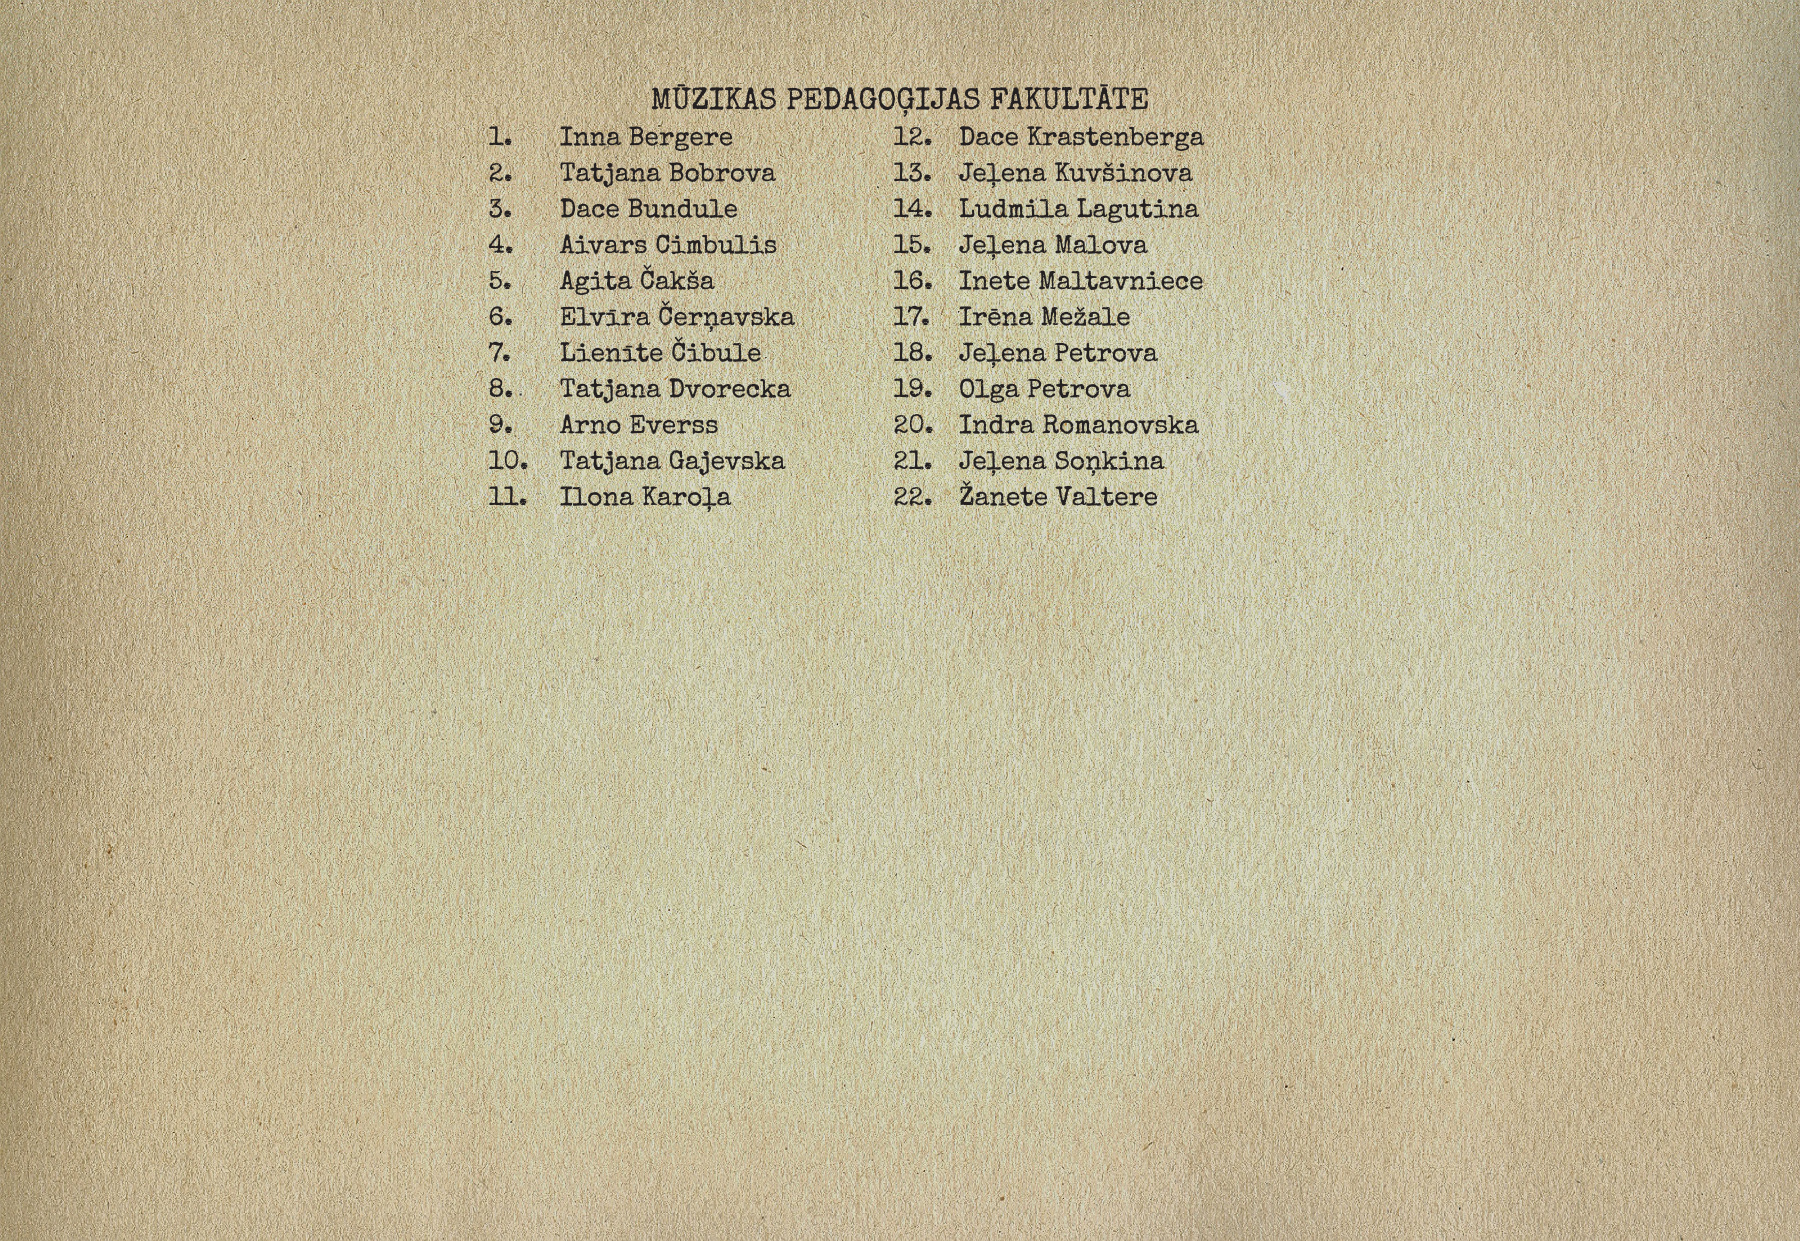 MŪZIKAS PEDAGOĢIJAS FAKULTĀTE
1. Inna Bergere
2. Tatjana Bobrova
3. Dace Bundule
4. Aivars Cimbulis
5. Agita Čakša
6. Elvīra Čerņavska
7. Lienīte Čibule
8. Tatjana Dvorecka
9. Arno Everss
10. Tatjana Gajevska
11. Ilona Karoļa
12. Dace Krastenberga
13. Jeļena Kuvšinova
14. Ludmila Lagutina
15. Jeļena Malova
16. Inete Maltavniece
17. Irēna Mežale
18. Jeļena Petrova
19. Olga Petrova
20. Indra Romanovska
21. Jeļena Soņkina
22. Žanete Valtere